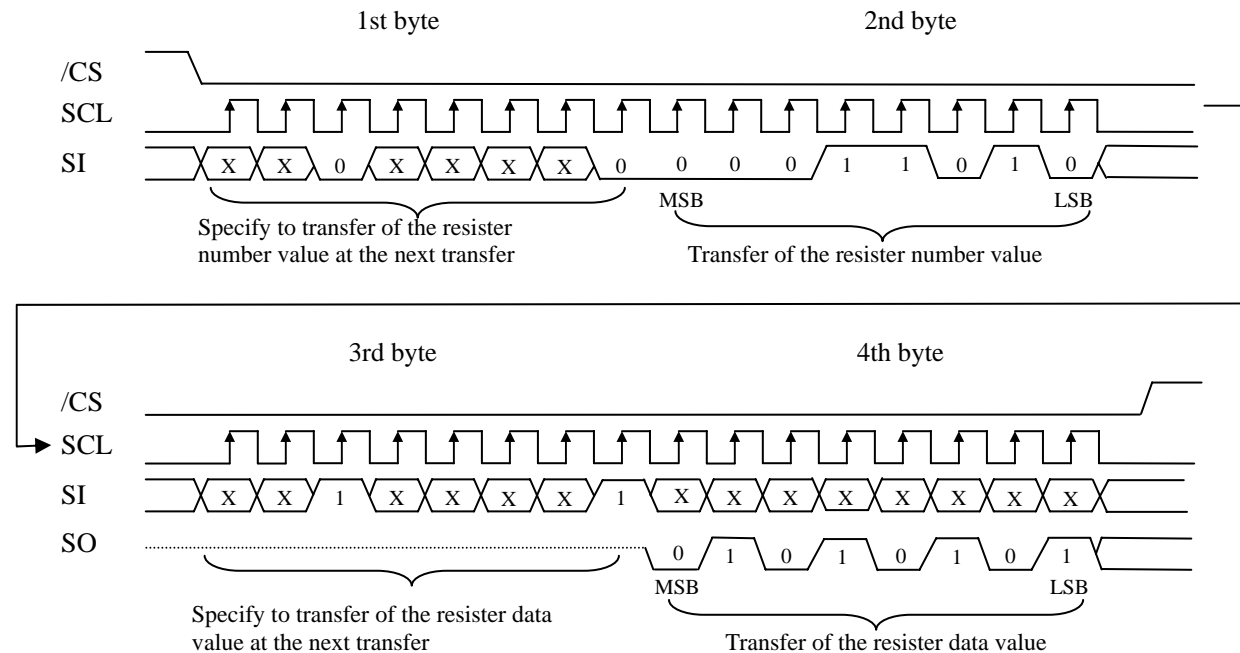 1st byte 2nd byte
/CS
SCL
SI X X 0 X X X X 0 0 0 0 1 1 0 1 0
MSB LSB
Specify to transfer of the resister
number value at the next transfer
Transfer of the resister number value
3rd byte 4th byte
/CS
SCL
SI X X 1 X X X X 1 X X X X X X X X
SO 0 1 0 1 0 1 0 1
MSB LSB
Specify to transfer of the resister data
value at the next transfer
Transfer of the resister data value